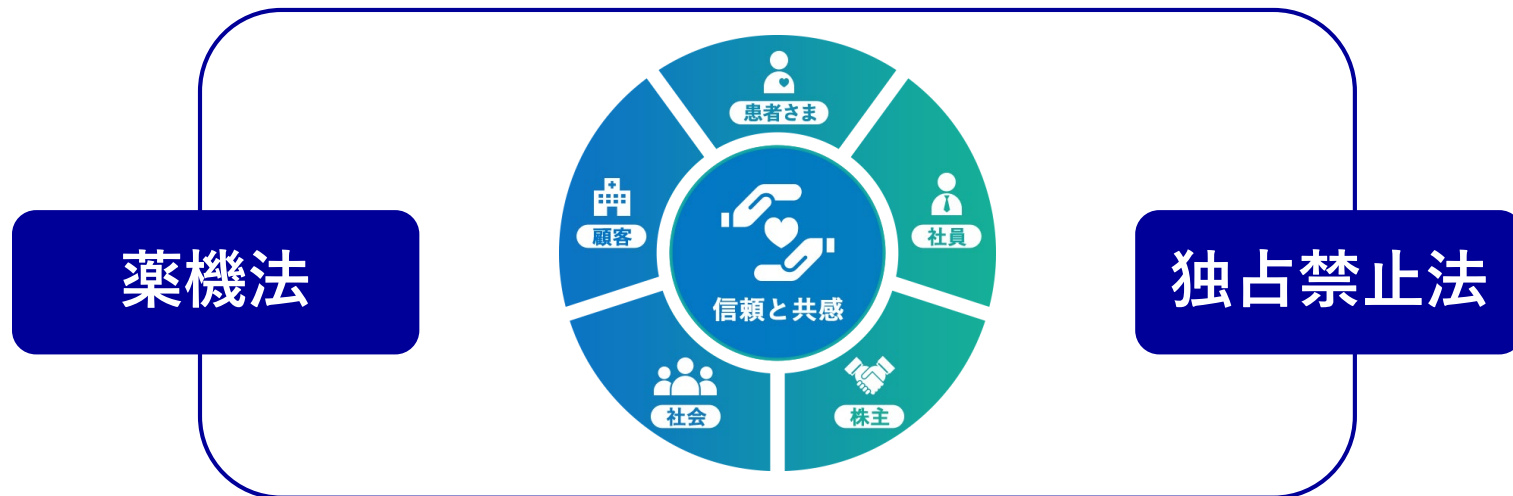 患者さま
顧客
社員
薬機法
信頼と共感
独占禁止法
社会
株主